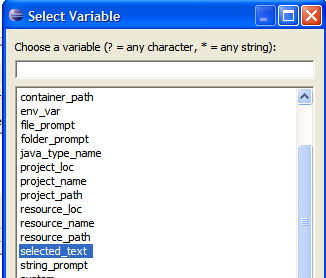 Select Variable
Choose a variable (? = any character, * = any string):
container_path
env_var
file_prompt
folder_prompt
java_type_name
project_loc
project_name
project_path
resource_loc
resource_name
resource_path
selected_text
string_prompt